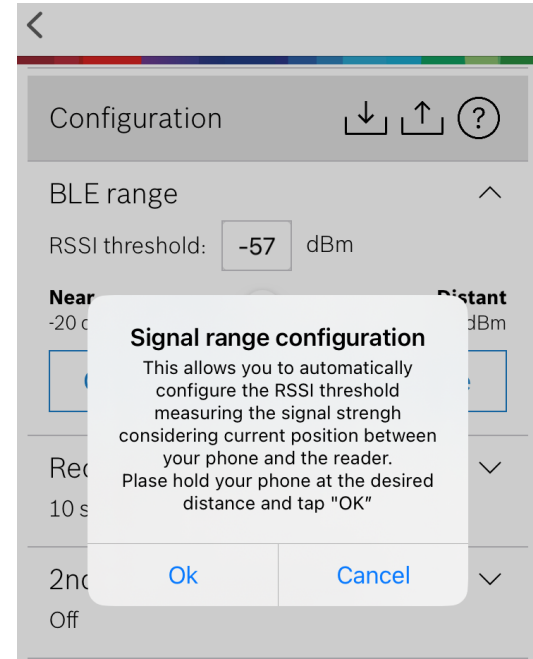 Configuration
?
BLE range
RSSI threshold: -57 dBm
Near Distant
-20 dBm
Signal range configuration
This allows you to automatically
configure the RSSI threshold
measuring the signal strengh
considering current position between
your phone and the reader.
Plase hold your phone at the desired
distance and tap "OK"
10 s
Ok Cancel
2nd
Off